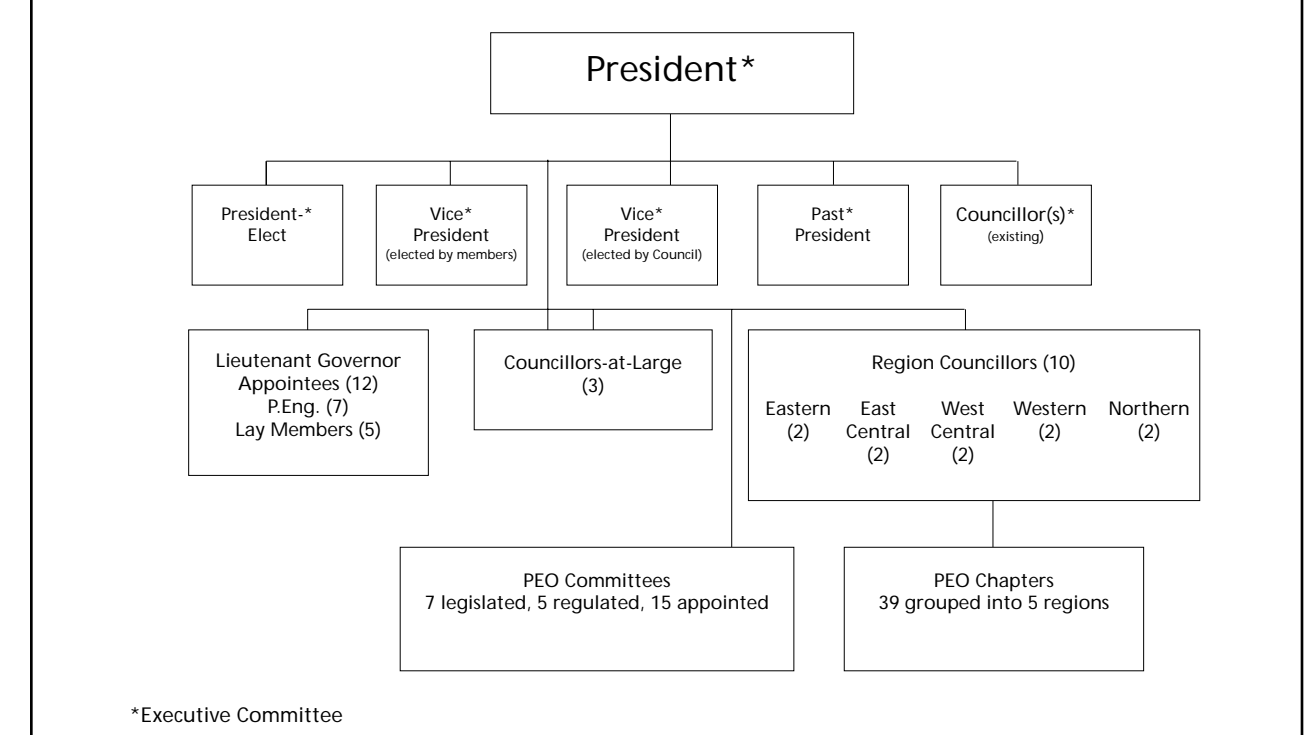 President*
President-*
Elect
Vice*
President
(elected by members)
Vice*
President
(elected by Council)
Past*
President
Councillor(s)*
(existing)
Lieutenant Governor
Appointees (12)
P.Eng. (7)
Lay Members (5)
Councillors-at-Large
(3)
Region Councillors (10)
Eastern
(2)
East
Central
(2)
West
Central
(2)
Western
(2)
Northern
(2)
PEO Committees
7 legislated, 5 regulated, 15 appointed
PEO Chapters
39 grouped into 5 regions
*Executive Committee